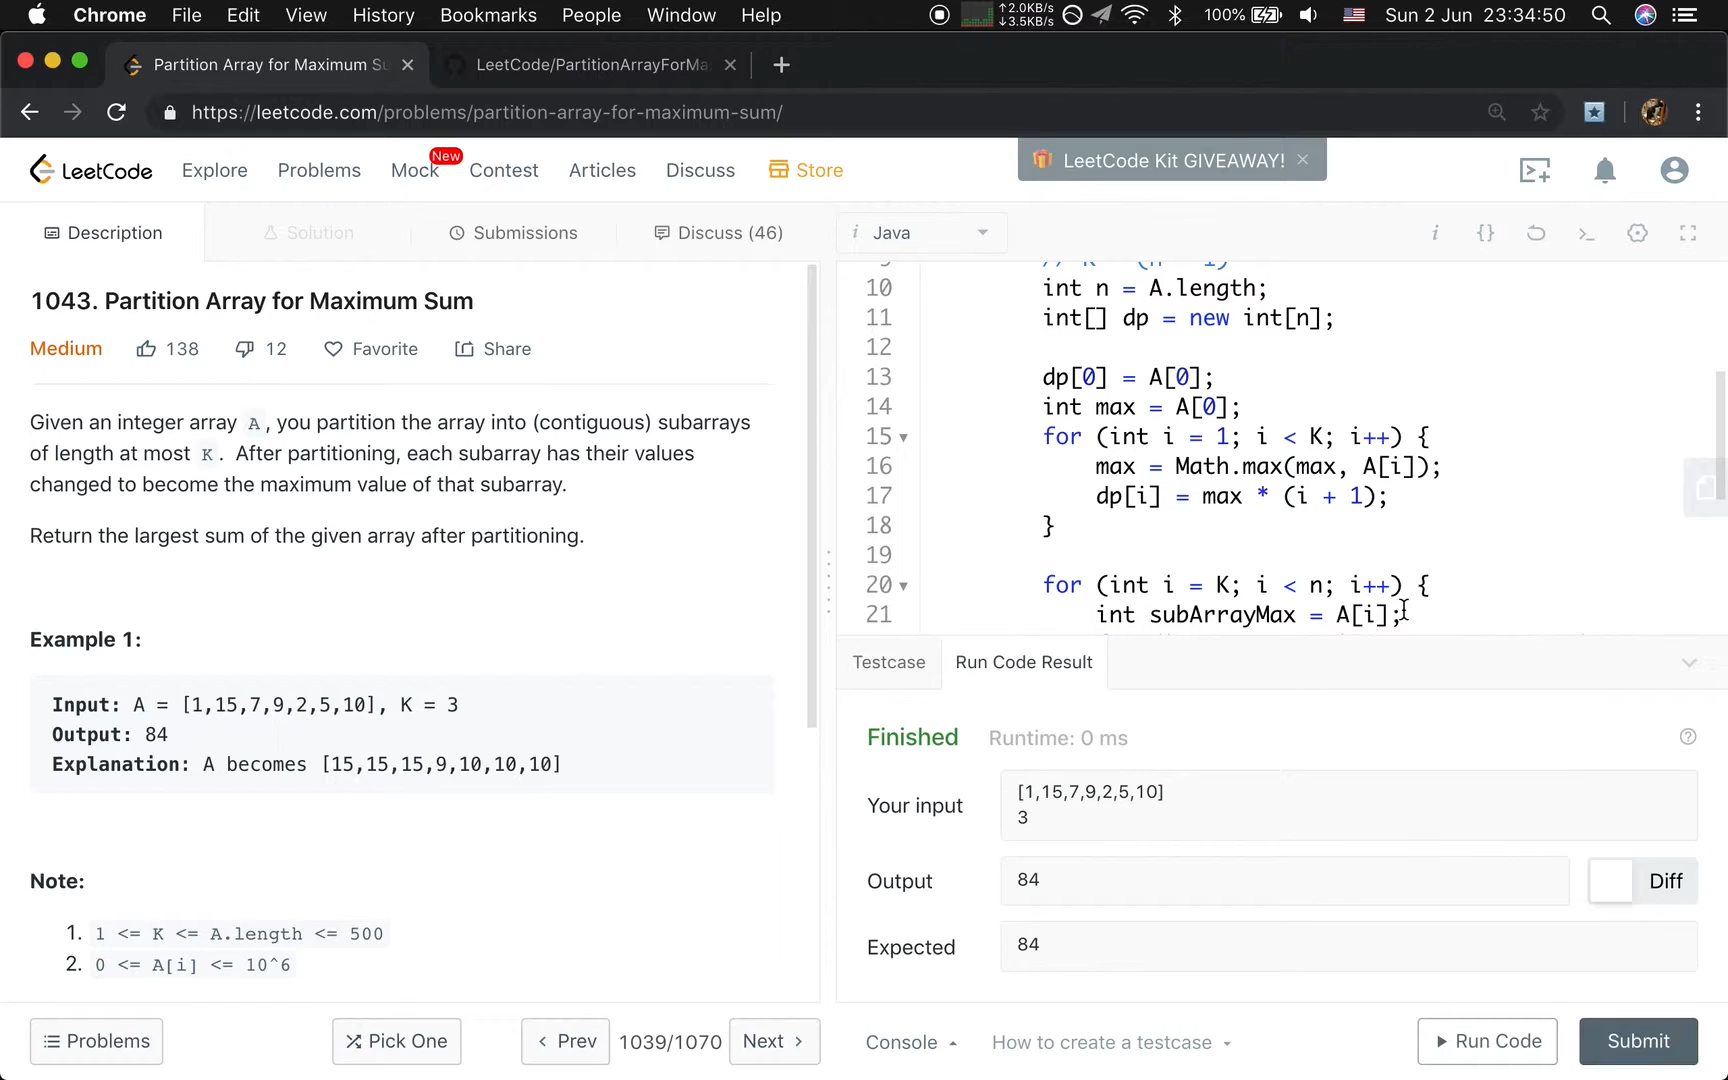 Chrome File Edit View History Bookmarks People Window Help
↑2.0KB/s
↓3.5KB/s
100% Sun 2 Jun 23:34:50
Partition Array for Maximum Su
LeetCode/PartitionArrayForMa
https://leetcode.com/problems/partition-array-for-maximum-sum/
LeetCode Explore Problems Mock New Contest Articles Discuss Store
LeetCode Kit GIVEAWAY!
Description Solution Submissions Discuss (46)
i Java
1043. Partition Array for Maximum Sum
Medium 138 12 Favorite Share
Given an integer array A, you partition the array into (contiguous) subarrays
of length at most K. After partitioning, each subarray has their values
changed to become the maximum value of that subarray.
Return the largest sum of the given array after partitioning.
Example 1:
Input: A = [1,15,7,9,2,5,10], K = 3
Output: 84
Explanation: A becomes [15,15,15,9,10,10,10]
Note:
1. 1 <= K <= A.length <= 500
2. 0 <= A[i] <= 10^6
Problems Pick One Prev 1039/1070 Next
10 int n = A.length;
11 int[] dp = new int[n];
12
13 dp[0] = A[0];
14 int max = A[0];
15 for (int i = 1; i < K; i++) {
16 max = Math.max(max, A[i]);
17 dp[i] = max * (i + 1);
18 }
19
20 for (int i = K; i < n; i++) {
21 int subArrayMax = A[i];
Testcase Run Code Result
Finished Runtime: 0 ms
Your input
[1,15,7,9,2,5,10]
3
Output 84 Diff
Expected 84
Console How to create a testcase Run Code Submit